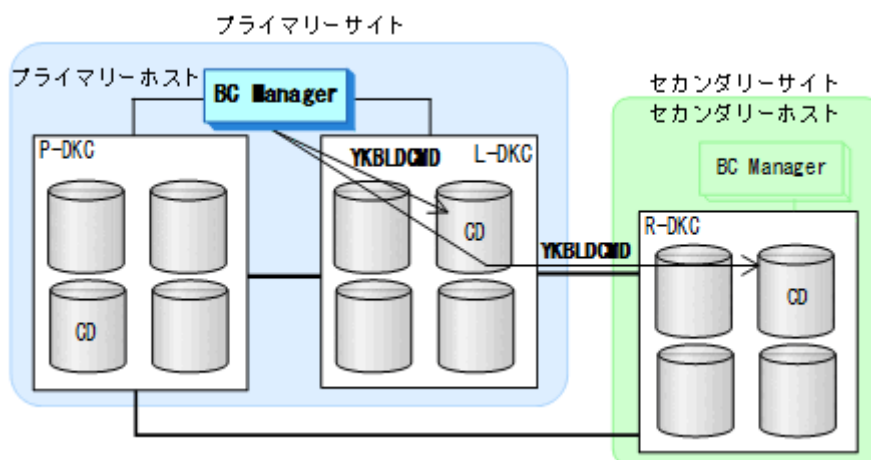 プライマリーサイト
プライマリーホスト
BC Manager
セカンダリーサイト
セカンダリーホスト
P-DKC
YKBLDCMD
L-DKC
BC Manager
CD
R-DKC
YKBLDCMD
CD
CD